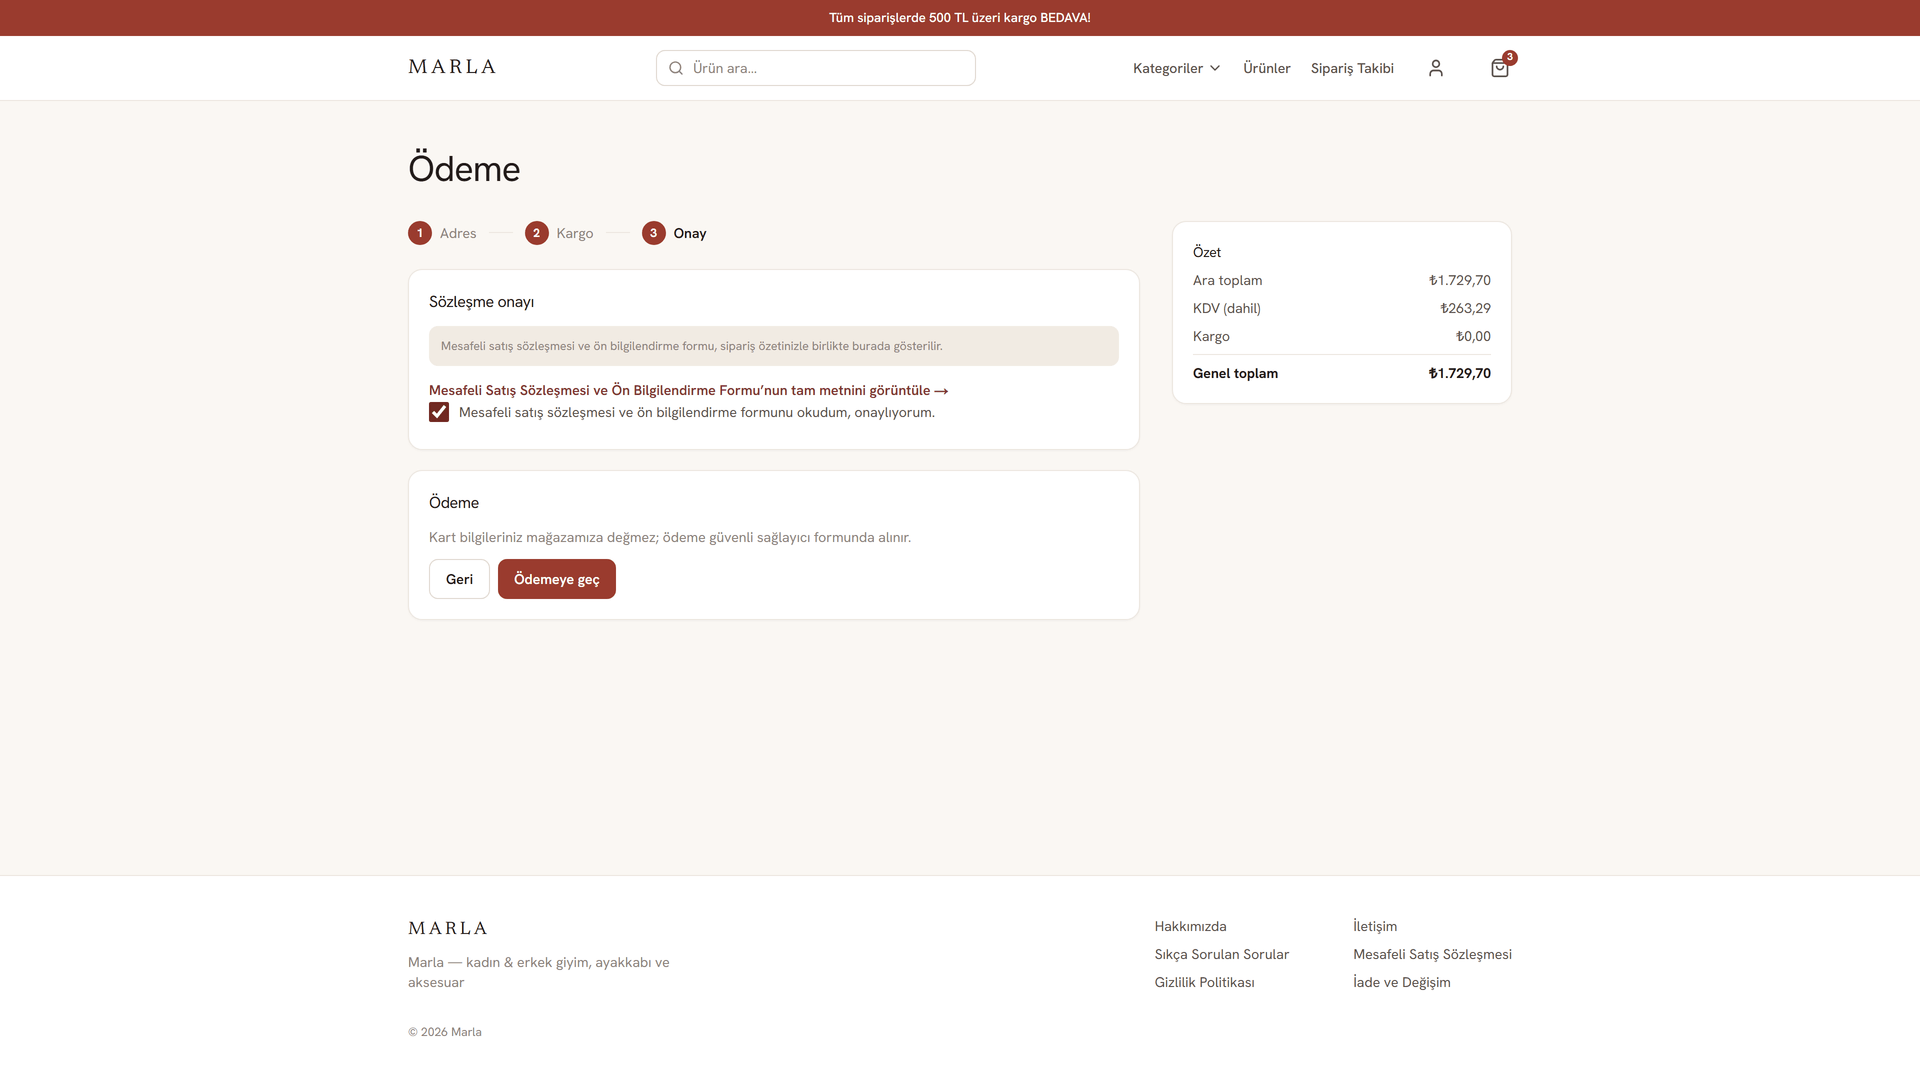 Tüm siparişlerde 500 TL üzeri kargo BEDAVA!
MARLA
Ürün ara...
Kategoriler
Ürünler
Sipariş Takibi
3
Ödeme
1 Adres
2 Kargo
3 Onay
Sözleşme onayı
Mesafeli satış sözleşmesi ve ön bilgilendirme formu, sipariş özetinizle birlikte burada gösterilir.
Mesafeli Satış Sözleşmesi ve Ön Bilgilendirme Formu’nun tam metnini görüntüle →
Mesafeli satış sözleşmesi ve ön bilgilendirme formunu okudum, onaylıyorum.
Ödeme
Kart bilgileriniz mağazamıza değmez; ödeme güvenli sağlayıcı formunda alınır.
Geri
Ödemeye geç
Özet
Ara toplam ₺1.729,70
KDV (dahil) ₺263,29
Kargo ₺0,00
Genel toplam ₺1.729,70
MARLA
Marla — kadın & erkek giyim, ayakkabı ve
aksesuar
Hakkımızda
Sıkça Sorulan Sorular
Gizlilik Politikası
İletişim
Mesafeli Satış Sözleşmesi
İade ve Değişim
© 2026 Marla